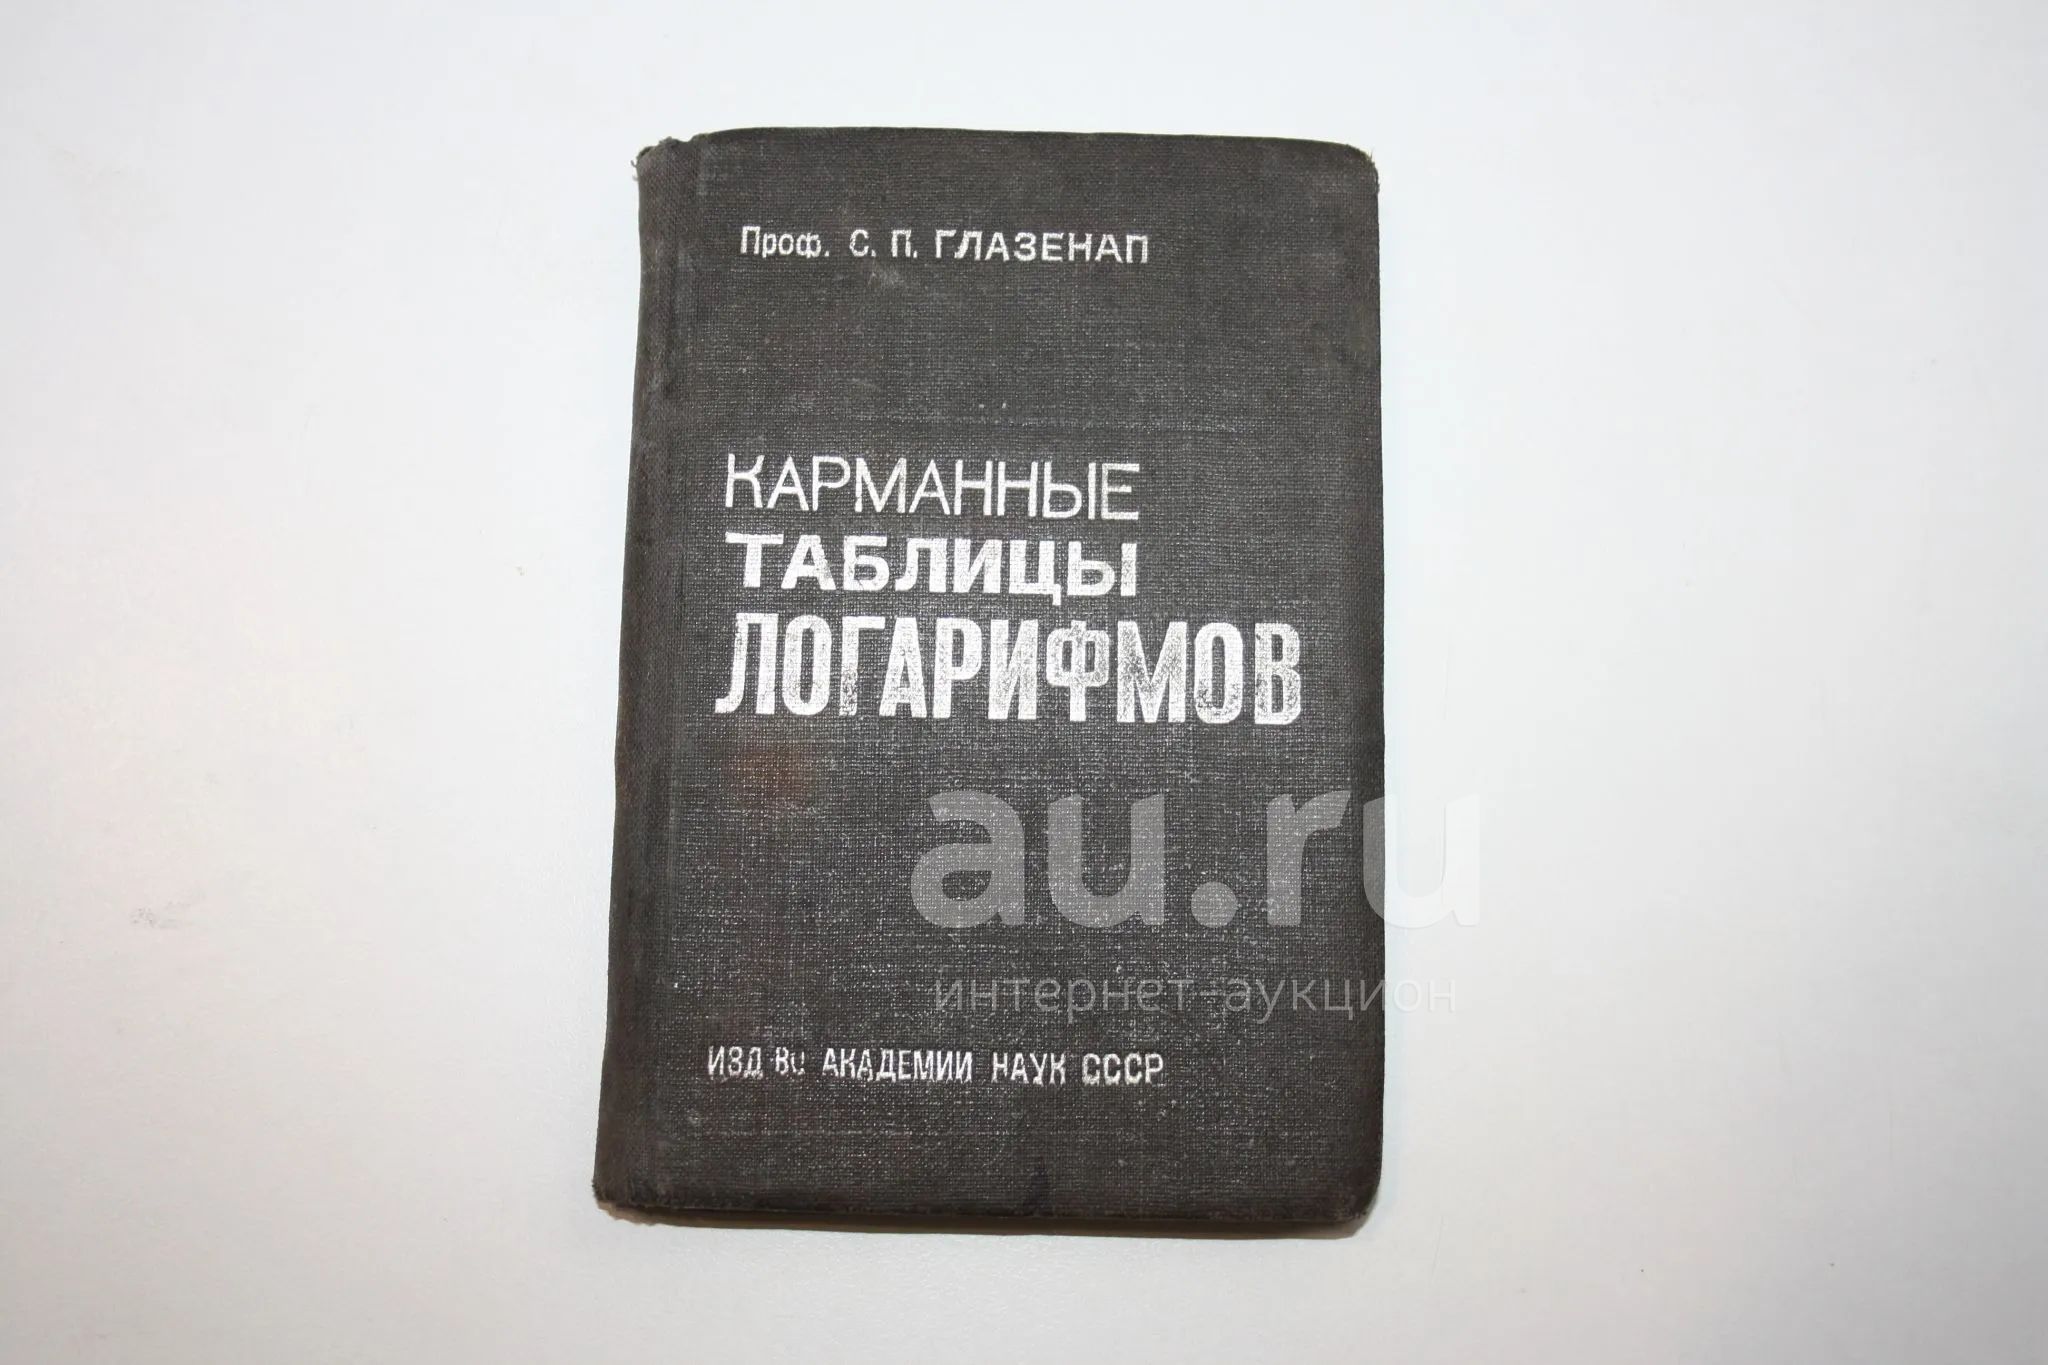 Проф. С. П. ГЛАЗЕНАП
КАРМАННЫЕ
ТАБЛИЦЫ
ЛОГАРИФМОВ
au.ru
интернет-аукцион
ИЗД-ВО АКАДЕМИИ НАУК СССР